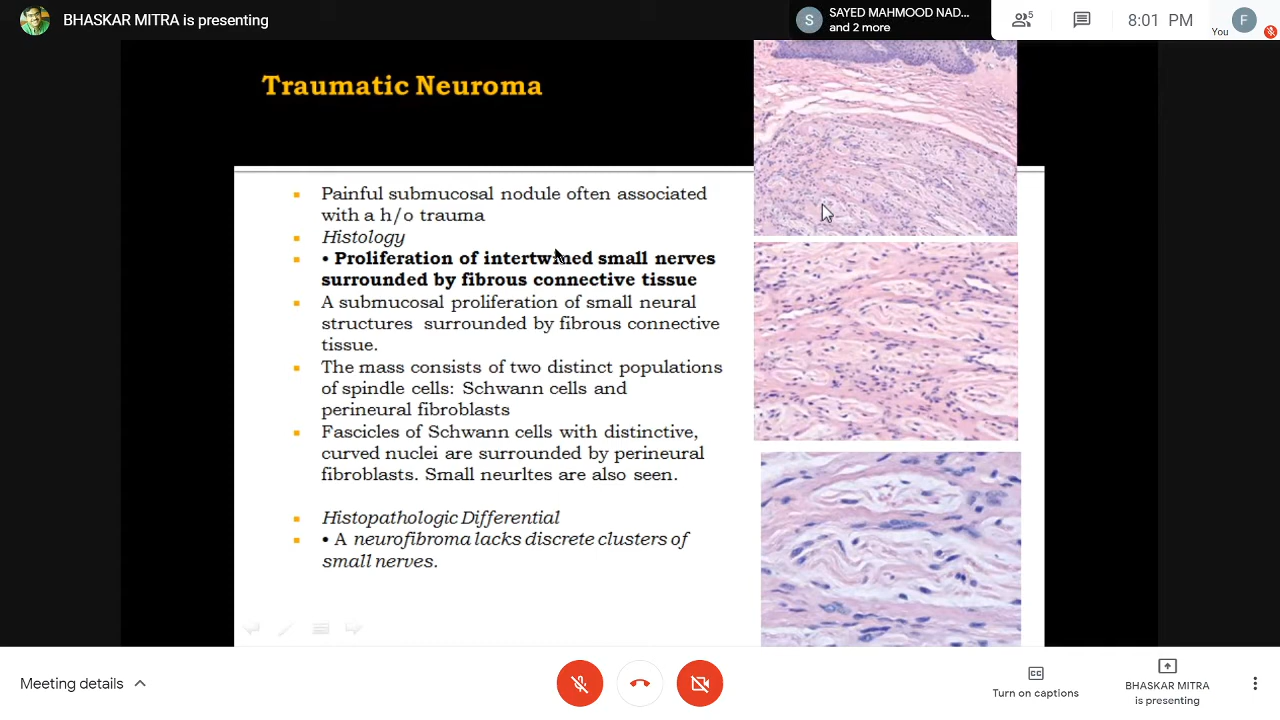 BHASKAR MITRA is presenting
S
SAYED MAHMOOD NAD...
and 2 more
5
8:01 PM
You
F
Traumatic Neuroma
Painful submucosal nodule often associated
with a h/o trauma
Histology
• Proliferation of intertwined small nerves
surrounded by fibrous connective tissue
A submucosal proliferation of small neural
structures surrounded by fibrous connective
tissue.
The mass consists of two distinct populations
of spindle cells: Schwann cells and
perineural fibroblasts
Fascicles of Schwann cells with distinctive,
curved nuclei are surrounded by perineural
fibroblasts. Small neurltes are also seen.
Histopathologic Differential
• A neurofibroma lacks discrete clusters of
small nerves.
Meeting details
CC
Turn on captions
BHASKAR MITRA
is presenting